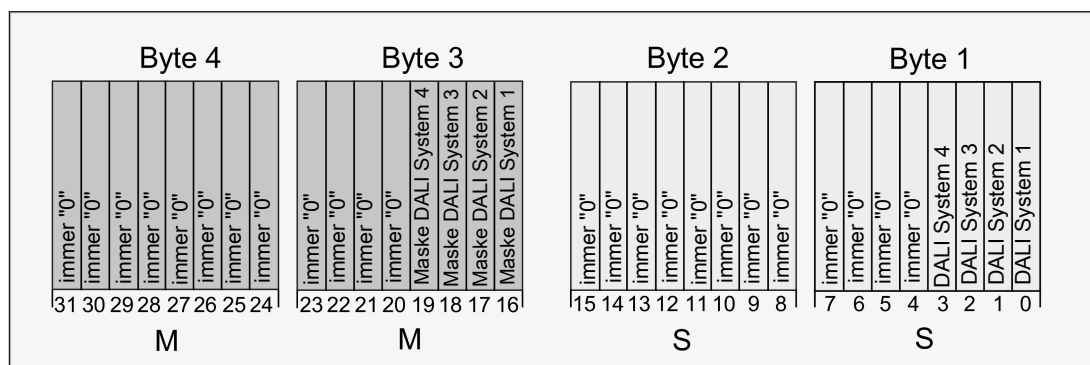 Byte 4
Byte 3
Byte 2
Byte 1
immer "0"
immer "0"
immer "0"
immer "0"
immer "0"
immer "0"
immer "0"
immer "0"
immer "0"
immer "0"
immer "0"
immer "0"
Maske DALI System 4
Maske DALI System 3
Maske DALI System 2
Maske DALI System 1
immer "0"
immer "0"
immer "0"
immer "0"
immer "0"
immer "0"
immer "0"
immer "0"
immer "0"
immer "0"
immer "0"
immer "0"
DALI System 4
DALI System 3
DALI System 2
DALI System 1
31 30 29 28 27 26 25 24
23 22 21 20 19 18 17 16
15 14 13 12 11 10 9 8
7 6 5 4 3 2 1 0
M
M
S
S